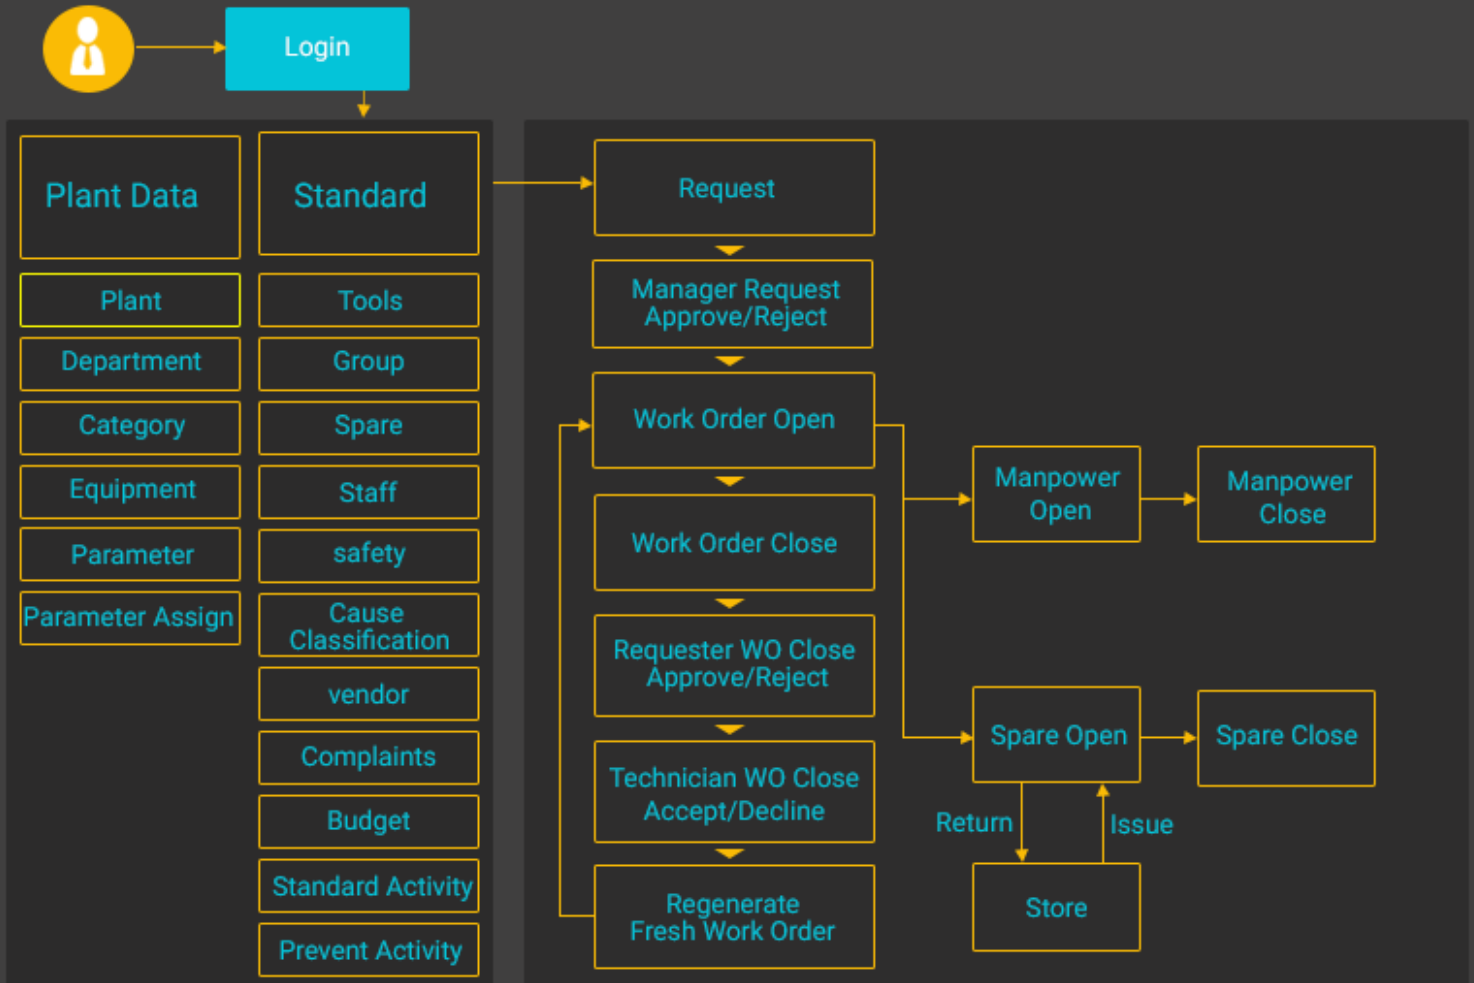 Login
Plant Data
Plant
Department
Category
Equipment
Parameter
Parameter Assign
Standard
Tools
Group
Spare
Staff
safety
Cause
Classification
vendor
Complaints
Budget
Standard Activity
Prevent Activity
Request
Manager Request
Approve/Reject
Work Order Open
Work Order Close
Requester WO Close
Approve/Reject
Technician WO Close
Accept/Decline
Regenerate
Fresh Work Order
Manpower
Open
Manpower
Close
Spare Open
Spare Close
Return
Issue
Store